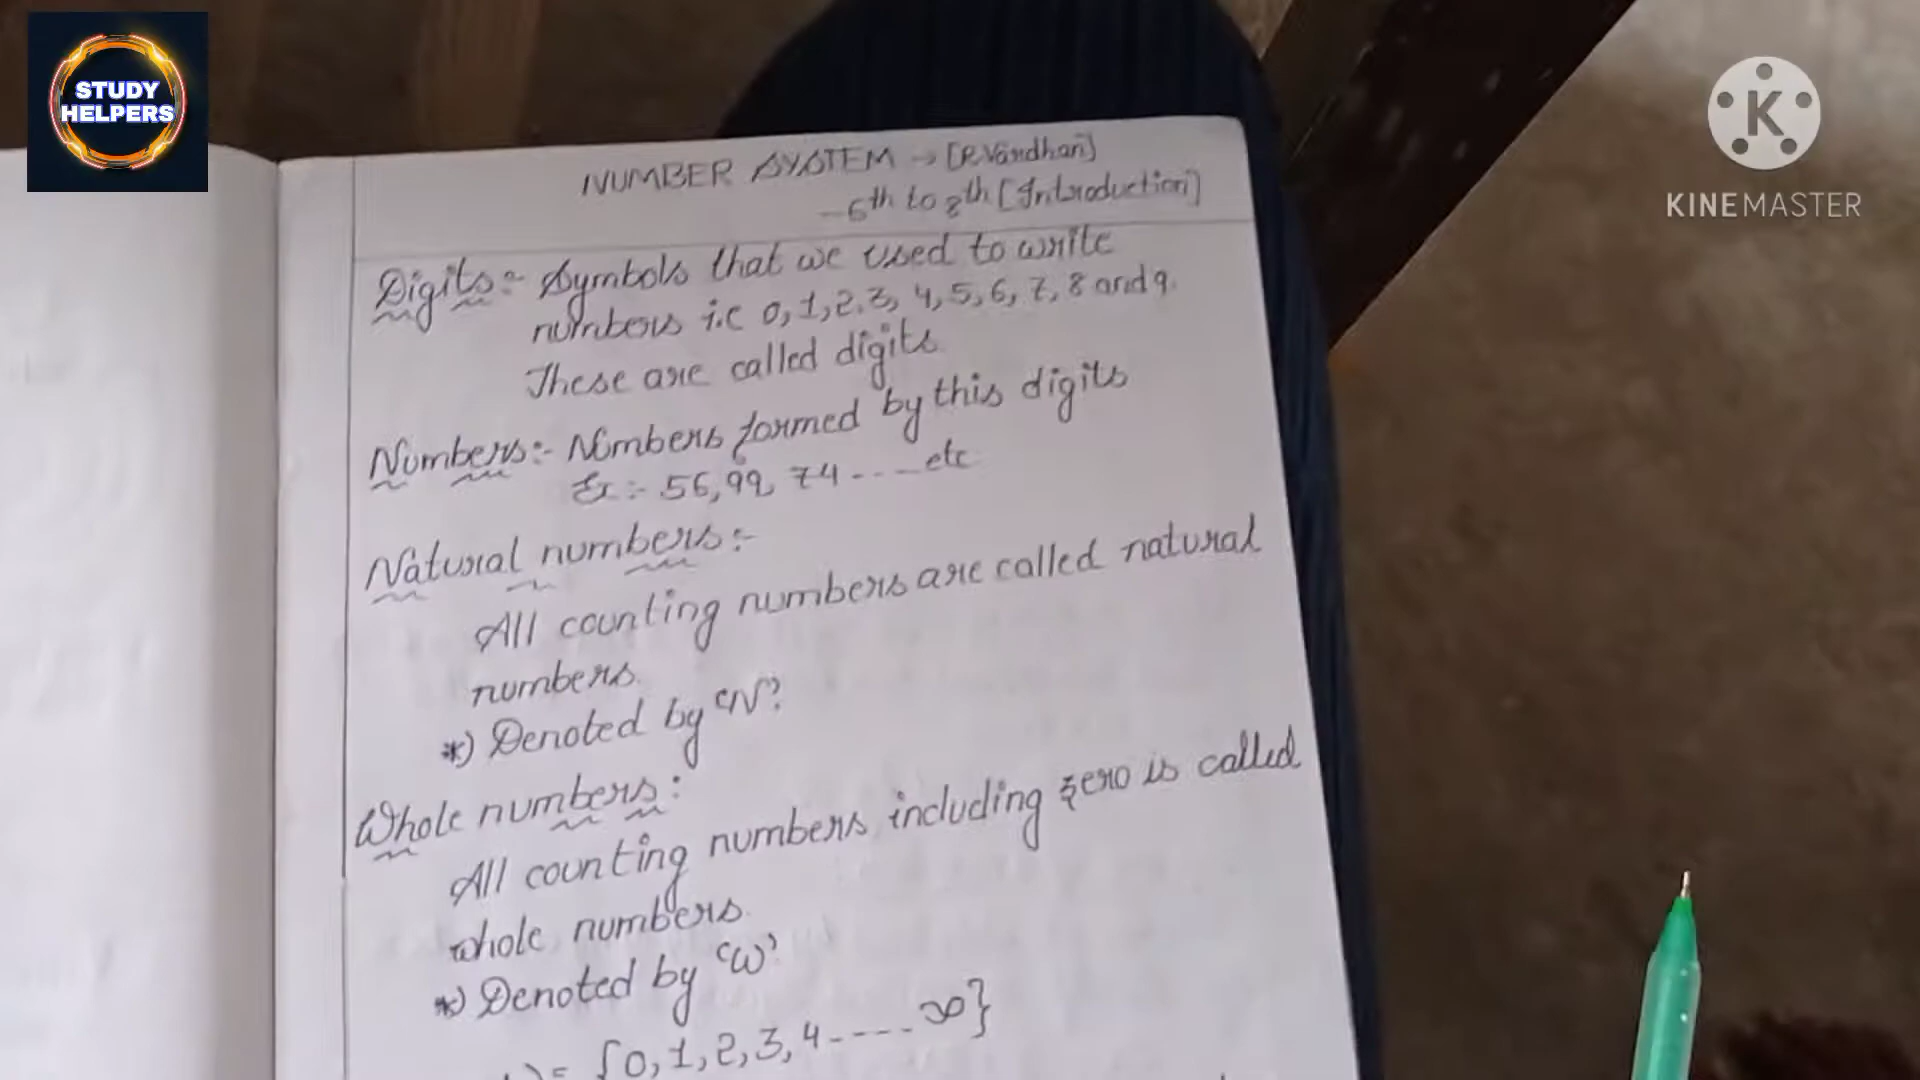 STUDY
HELPERS
K
KINEMASTER
NUMBER SYSTEM → [R.Vardhan]
- 6th to 8th [Introduction]
Digits:- Symbols that we used to write
numbers i.e 0, 1, 2, 3, 4, 5, 6, 7, 8 and 9.
These are called digits
Numbers:- Numbers formed by this digits
Ex:- 56, 99, 74 - - - - etc
Natural numbers:-
All counting numbers are called natural
numbers.
*) Denoted by 'N'
Whole numbers:
All counting numbers including zero is called
whole numbers.
*) Denoted by 'W'
= {0, 1, 2, 3, 4 - - - - ∞}